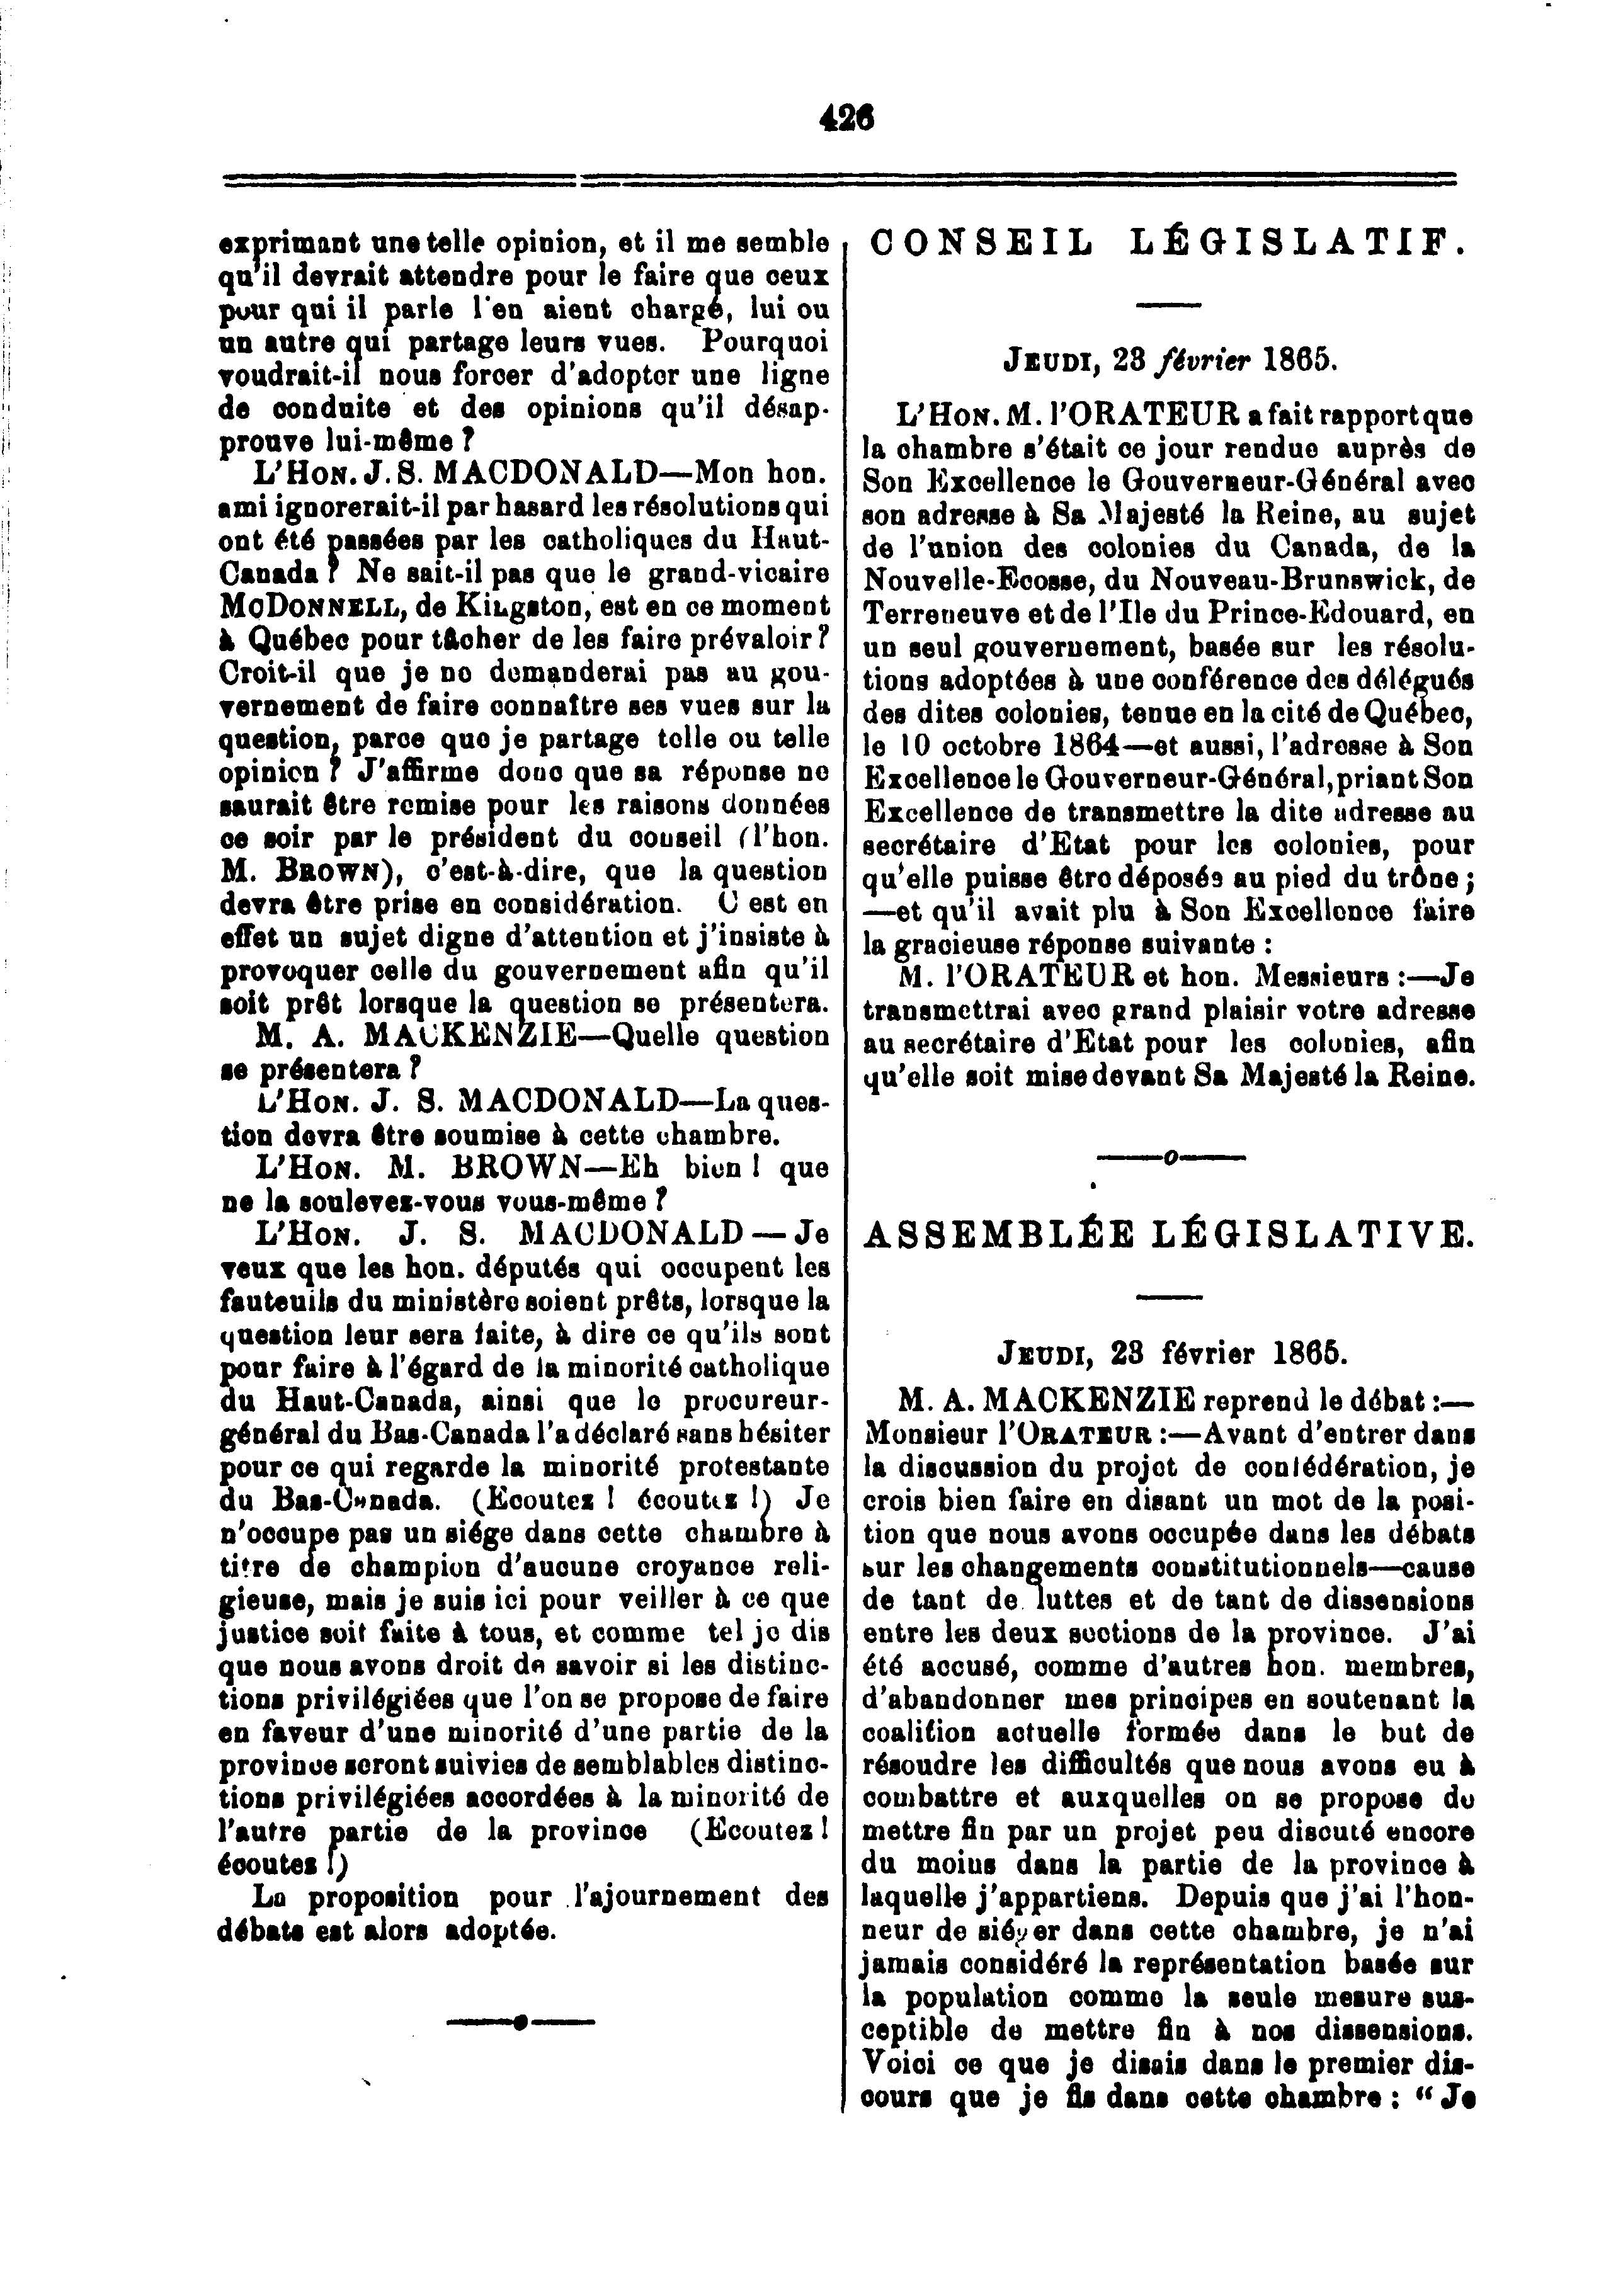 426
exprimant une telle opinion, et il me semble
qu'il devrait attendre pour le faire que ceux
pour qui il parle l'en aient chargé, lui ou
un autre qui partage leurs vues. Pourquoi
voudrait-il nous forcer d'adopter une ligne
de conduite et des opinions qu'il désap-
prouve lui-même ?
L'HON. J. S. MACDONALD—Mon hon.
ami ignorerait-il par hasard les résolutions qui
ont été passées par les catholiques du Haut-
Canada ? Ne sait-il pas que le grand-vicaire
MCDONNELL, de Kingston, est en ce moment
à Québec pour tâcher de les faire prévaloir ?
Croit-il que je ne demanderai pas au gou-
vernement de faire connaître ses vues sur la
question, parce que je partage telle ou telle
opinion ? J'affirme donc que sa réponse ne
saurait être remise pour les raisons données
ce soir par le président du conseil (l'hon.
M. BROWN), c'est-à-dire, que la question
devra être prise en considération. C est en
effet un sujet digne d'attention et j'insiste à
provoquer celle du gouvernement afin qu'il
soit prêt lorsque la question se présentera.
M. A. MACKENZIE—Quelle question
se présentera ?
L'HON. J. S. MACDONALD—La ques-
tion devra être soumise à cette chambre.
L'HON. M. BROWN—Eh bien ! que
ne la soulevez-vous vous-même ?
L'HON. J. S. MACDONALD — Je
veux que les hon. députés qui occupent les
fauteuils du ministère soient prêts, lorsque la
question leur sera faite, à dire ce qu'ils sont
pour faire à l'égard de la minorité catholique
du Haut-Canada, ainsi que le procureur-
général du Bas-Canada l'a déclaré sans hésiter
pour ce qui regarde la minorité protestante
du Bas-Canada. (Ecoutez ! écoutez !) Je
n'occupe pas un siége dans cette chambre à
titre de champion d'aucune croyance reli-
gieuse, mais je suis ici pour veiller à ce que
justice soit faite à tous, et comme tel je dis
que nous avons droit de savoir si les distinc-
tions privilégiées que l'on se propose de faire
en faveur d'une minorité d'une partie de la
province seront suivies de semblables distinc-
tions privilégiées accordées à la minorité de
l'autre partie de la province (Ecoutez !
écoutez !)
La proposition pour l'ajournement des
débats est alors adoptée.
CONSEIL LÉGISLATIF.
JEUDI, 23 février 1865.
L'HON. M. l'ORATEUR a fait rapport que
la chambre s'était ce jour rendue auprès de
Son Excellence le Gouverneur-Général avec
son adresse à Sa Majesté la Reine, au sujet
de l'union des colonies du Canada, de la
Nouvelle-Ecosse, du Nouveau-Brunswick, de
Terreneuve et de l'Ile du Prince-Edouard, en
un seul gouvernement, basée sur les résolu-
tions adoptées à une conférence des délégués
des dites colonies, tenue en la cité de Québec,
le 10 octobre 1864—et aussi, l'adresse à Son
Excellence le Gouverneur-Général, priant Son
Excellence de transmettre la dite adresse au
secrétaire d'Etat pour les colonies, pour
qu'elle puisse être déposée au pied du trône ;
—et qu'il avait plu à Son Excellence faire
la gracieuse réponse suivante :
M. l'ORATEUR et hon. Messieurs :—Je
transmettrai avec grand plaisir votre adresse
au secrétaire d'Etat pour les colonies, afin
qu'elle soit mise devant Sa Majesté la Reine.
ASSEMBLÉE LÉGISLATIVE.
JEUDI, 23 février 1865.
M. A. MACKENZIE reprend le débat :—
Monsieur l'ORATEUR :—Avant d'entrer dans
la discussion du projet de confédération, je
crois bien faire en disant un mot de la posi-
tion que nous avons occupée dans les débats
sur les changements constitutionnels—cause
de tant de luttes et de tant de dissensions
entre les deux sections de la province. J'ai
été accusé, comme d'autres hon. membres,
d'abandonner mes principes en soutenant la
coalition actuelle formée dans le but de
résoudre les difficultés que nous avons eu à
combattre et auxquelles on se propose de
mettre fin par un projet peu discuté encore
du moins dans la partie de la province à
laquelle j'appartiens. Depuis que j'ai l'hon-
neur de siéger dans cette chambre, je n'ai
jamais considéré la représentation basée sur
la population comme la seule mesure sus-
ceptible de mettre fin à nos dissensions.
Voici ce que je disais dans le premier dis-
cours que je fis dans cette chambre : " Je